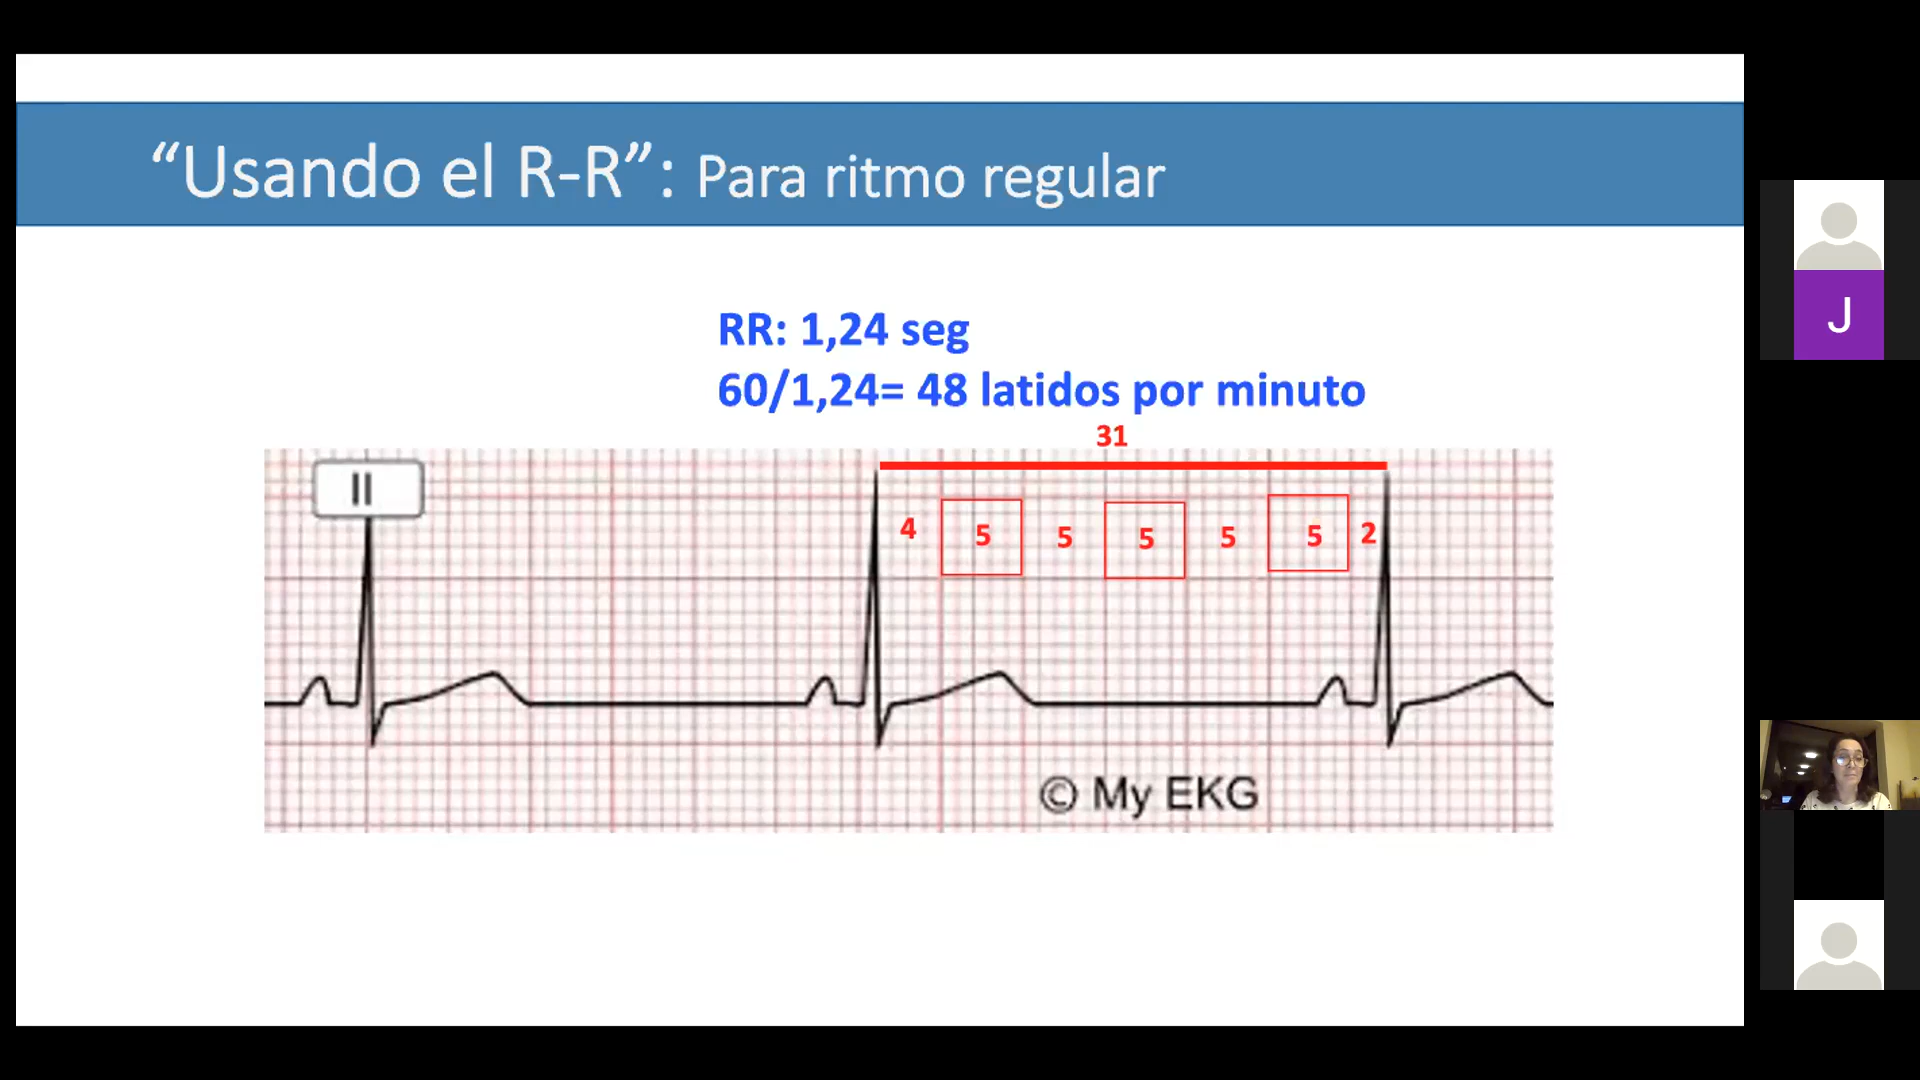 “Usando el R-R”: Para ritmo regular
RR: 1,24 seg
60/1,24= 48 latidos por minuto
31
II
4 5 5 5 5 5 2
© My EKG
J